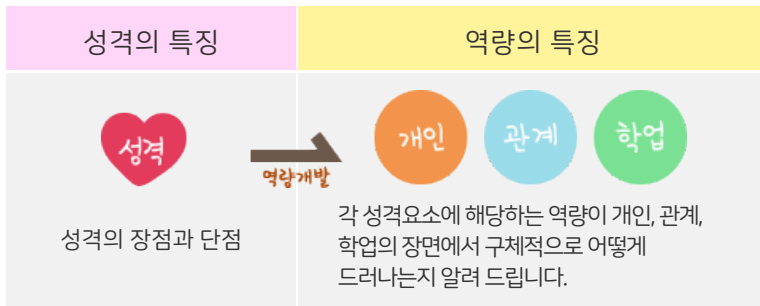 성격의 특징
역량의 특징
성격
역량개발
개인
관계
학업
성격의 장점과 단점
각 성격요소에 해당하는 역량이 개인, 관계,
학업의 장면에서 구체적으로 어떻게
드러나는지 알려 드립니다.